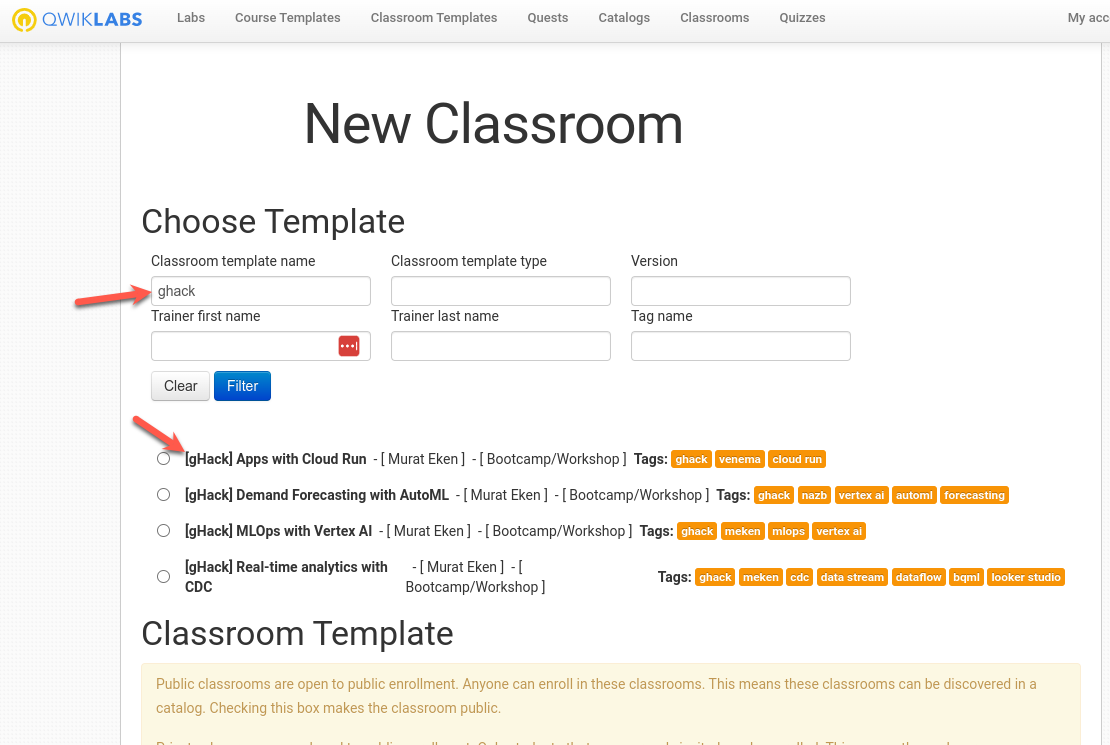 QWIKLABS Labs Course Templates Classroom Templates Quests Catalogs Classrooms Quizzes My acc
New Classroom
Choose Template
Classroom template name Classroom template type Version
ghack
Trainer first name Trainer last name Tag name
Clear Filter
[gHack] Apps with Cloud Run - [ Murat Eken ] - [ Bootcamp/Workshop ] Tags: ghack venema cloud run
[gHack] Demand Forecasting with AutoML - [ Murat Eken ] - [ Bootcamp/Workshop ] Tags: ghack nazb vertex ai automl forecasting
[gHack] MLOps with Vertex AI - [ Murat Eken ] - [ Bootcamp/Workshop ] Tags: ghack meken mlops vertex ai
[gHack] Real-time analytics with CDC - [ Murat Eken ] - [ Bootcamp/Workshop ] Tags: ghack meken cdc data stream dataflow bqml looker studio
Classroom Template
Public classrooms are open to public enrollment. Anyone can enroll in these classrooms. This means these classrooms can be discovered in a
catalog. Checking this box makes the classroom public.